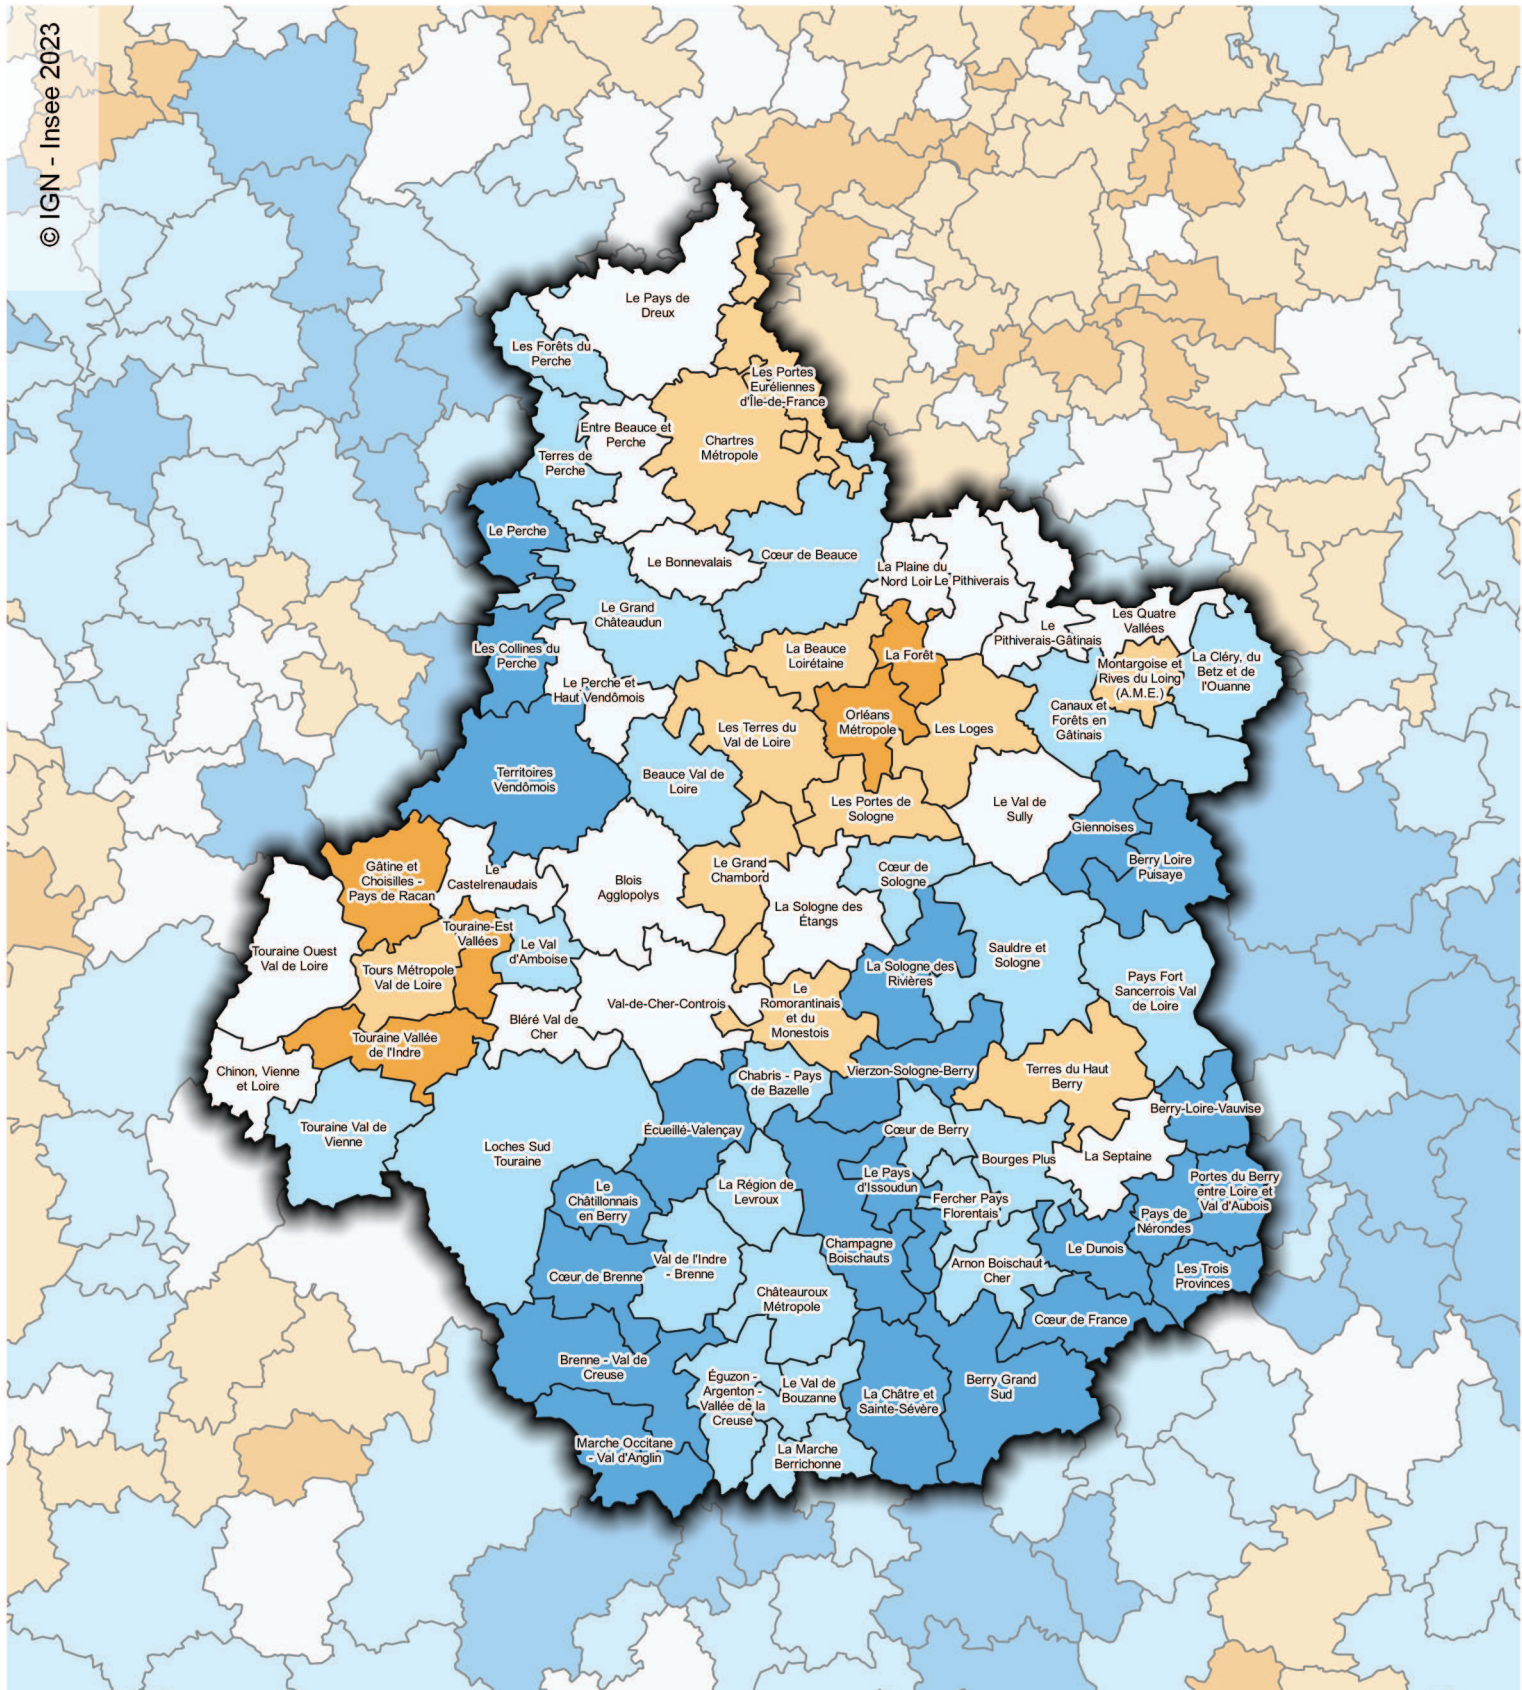 © IGN - Insee 2023
Le Pays de
Dreux
Les Forêts du
Perche
Les Portes
Euréliennes
d'Île-de-France
Entre Beauce et
Perche
Chartres
Métropole
Terres de
Perche
Le Perche
Le Bonnevalais
Cœur de Beauce
La Plaine du
Nord Loir
Le Pithiverais
Le Grand
Châteaudun
Le
Pithiverais-Gâtinais
Les Quatre
Vallées
Les Collines du
Perche
La Beauce
Loirétaine
La Forêt
Montargoise et
Rives du Loing
(A.M.E.)
La Cléry, du
Betz et de
l'Ouanne
Le Perche et
Haut Vendômois
Canaux et
Forêts en
Gâtinais
Orléans
Métropole
Les Loges
Les Terres du
Val de Loire
Territoires
Vendômois
Beauce Val de
Loire
Les Portes de
Sologne
Le Val de
Sully
Giennoises
Berry Loire
Puisaye
Gâtine et
Choisilles -
Pays de Racan
Le
Castelrenaudais
Blois
Agglopolys
Le Grand
Chambord
Cœur de
Sologne
La Sologne des
Étangs
Touraine-Est
Vallées
Le Val
d'Amboise
Touraine Ouest
Val de Loire
Tours Métropole
Val de Loire
Sauldre et
Sologne
La Sologne des
Rivières
Pays Fort
Sancerrois Val
de Loire
Val-de-Cher-Controis
Le
Romorantinais
et du
Monestois
Bléré Val de
Cher
Touraine Vallée
de l'Indre
Chinon, Vienne
et Loire
Chabris - Pays
de Bazelle
Vierzon-Sologne-Berry
Terres du Haut
Berry
Berry-Loire-Vauvise
Touraine Val de
Vienne
Loches Sud
Touraine
Écueillé-Valençay
Cœur de Berry
Bourges Plus
La Septaine
Le
Châtillonnais
en Berry
La Région de
Levroux
Le Pays
d'Issoudun
Fercher Pays
Florentais
Portes du Berry
entre Loire et
Val d'Aubois
Pays de
Nérondes
Champagne
Boischauts
Le Dunois
Val de l'Indre
- Brenne
Cœur de Brenne
Arnon Boischaut
Cher
Les Trois
Provinces
Châteauroux
Métropole
Cœur de France
Brenne - Val de
Creuse
Éguzon -
Argenton -
Vallée de la
Creuse
Le Val de
Bouzanne
La Châtre et
Sainte-Sévère
Berry Grand
Sud
Marche Occitane
- Val d'Anglin
La Marche
Berrichonne